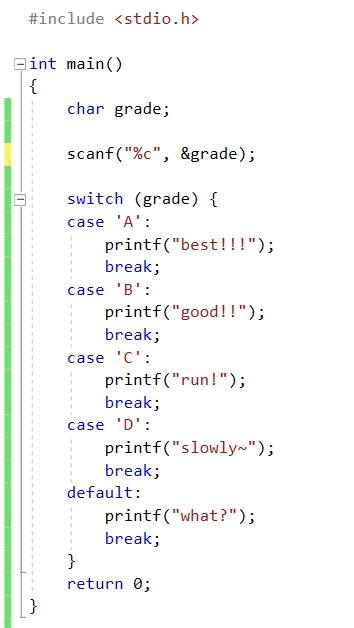 #include <stdio.h>
int main()
{
char grade;
scanf("%c", &grade);
switch (grade) {
case 'A':
printf("best!!!");
break;
case 'B':
printf("good!!");
break;
case 'C':
printf("run!");
break;
case 'D':
printf("slowly~");
break;
default:
printf("what?");
break;
}
return 0;
}